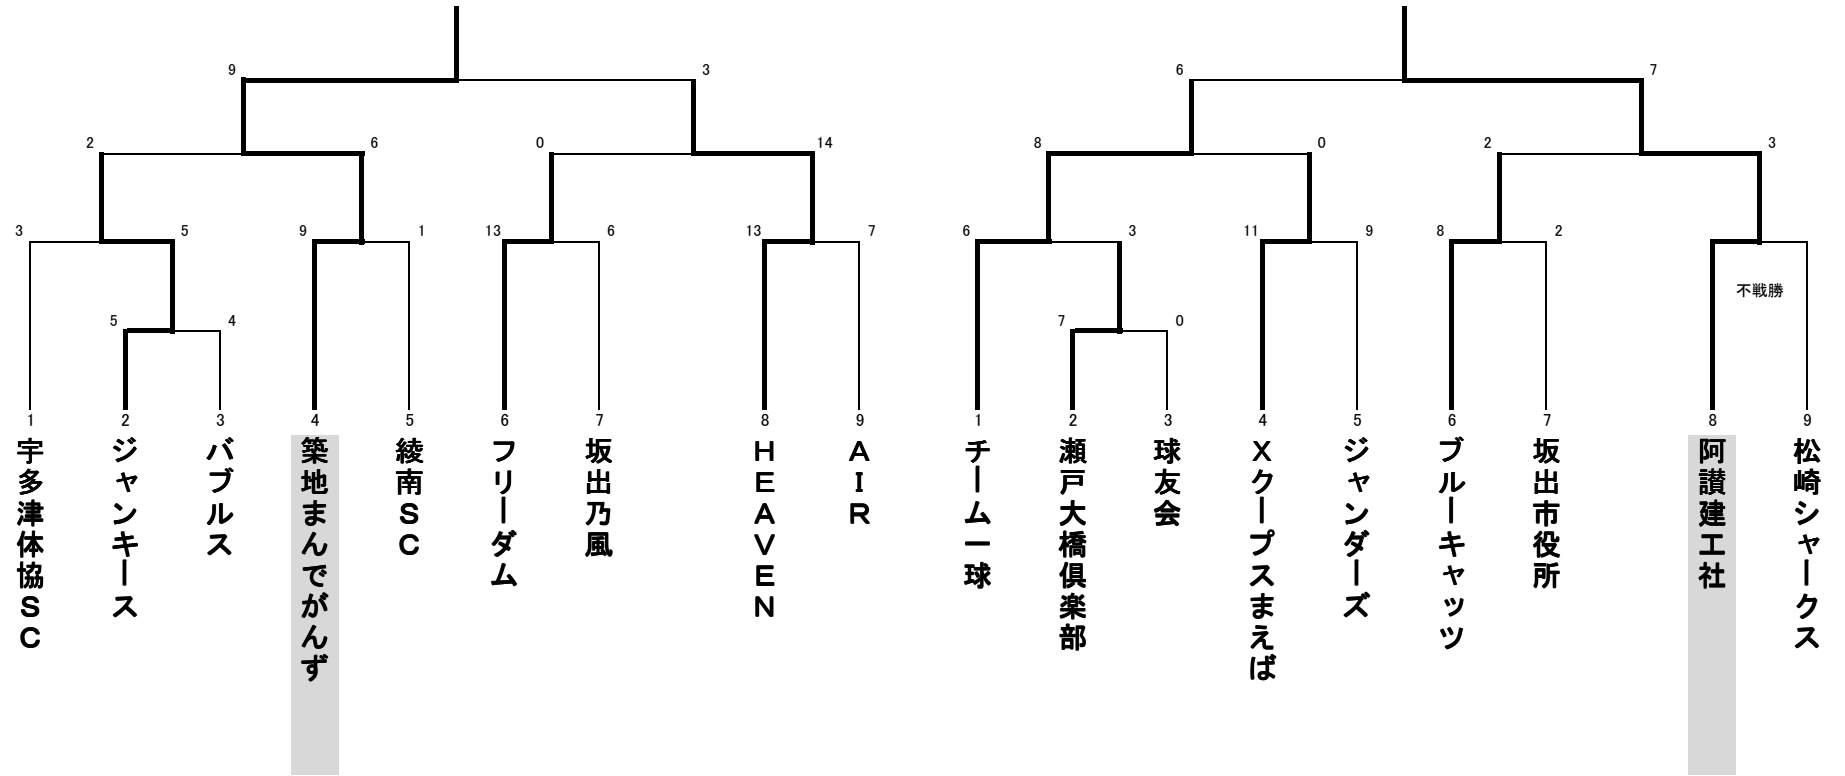 9 3 6 7
2 6 0 14 8 0 2 3
3 5 9 1 13 6 13 7 6 3 11 9 8 2
不戦勝
5 4 7 0
1 2 3 4 5 6 7 8 9 1 2 3 4 5 6 7 8 9
宇多津体協SC
ジャンキース
バブルス
築地まんでがんず
綾南SC
フリーダム
坂出乃風
HEAVEN
AIR
チーム一球
瀬戸大橋倶楽部
球友会
Xクープスまえば
ジャンダーズ
ブルーキャッツ
坂出市役所
阿讃建工社
松崎シャークス